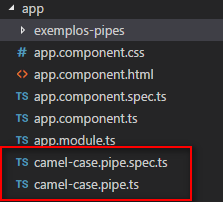 app
exemplos-pipes
app.component.css
app.component.html
app.component.spec.ts
app.component.ts
app.module.ts
camel-case.pipe.spec.ts
camel-case.pipe.ts